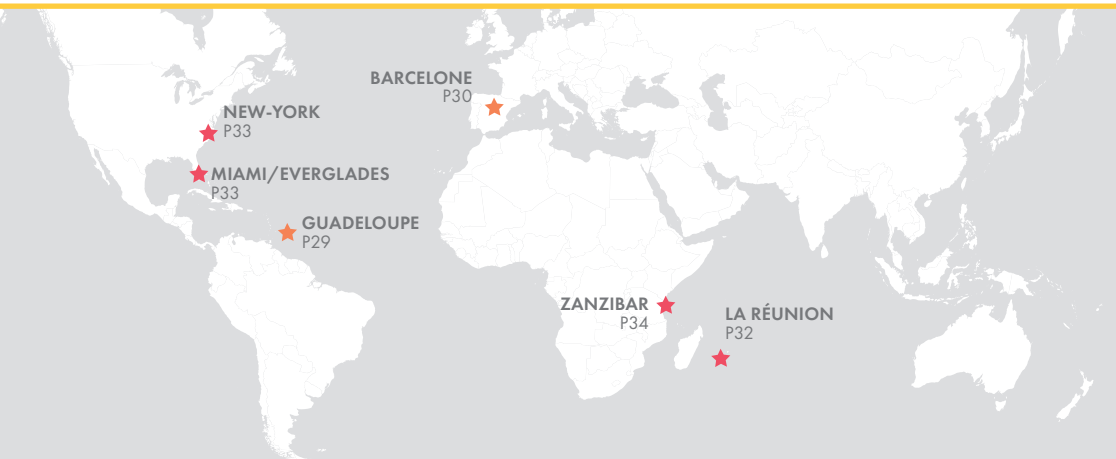 BARCELONE
P30
NEW-YORK
P33
MIAMI/EVERGLADES
P33
GUADELOUPE
P29
ZANZIBAR
P34
LA RÉUNION
P32